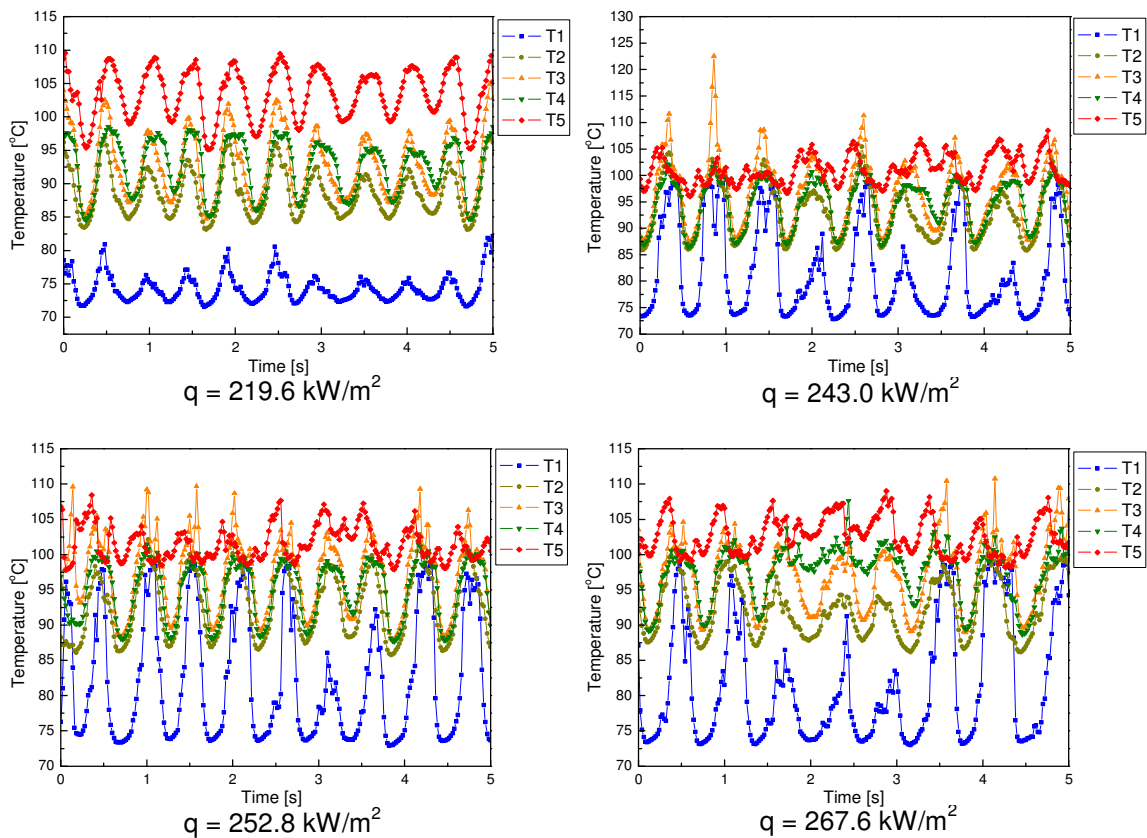 115
110
105
100
95
90
85
80
75
70
Temperature [°C]
0 1 2 3 4 5
Time [s]
T1
T2
T3
T4
T5
q = 219.6 kW/m²
130
125
120
115
110
105
100
95
90
85
80
75
70
Temperature [°C]
0 1 2 3 4 5
Time [s]
T1
T2
T3
T4
T5
q = 243.0 kW/m²
115
110
105
100
95
90
85
80
75
70
Temperature [°C]
0 1 2 3 4 5
Time [s]
T1
T2
T3
T4
T5
q = 252.8 kW/m²
115
110
105
100
95
90
85
80
75
70
Temperature [°C]
0 1 2 3 4 5
Time [s]
T1
T2
T3
T4
T5
q = 267.6 kW/m²